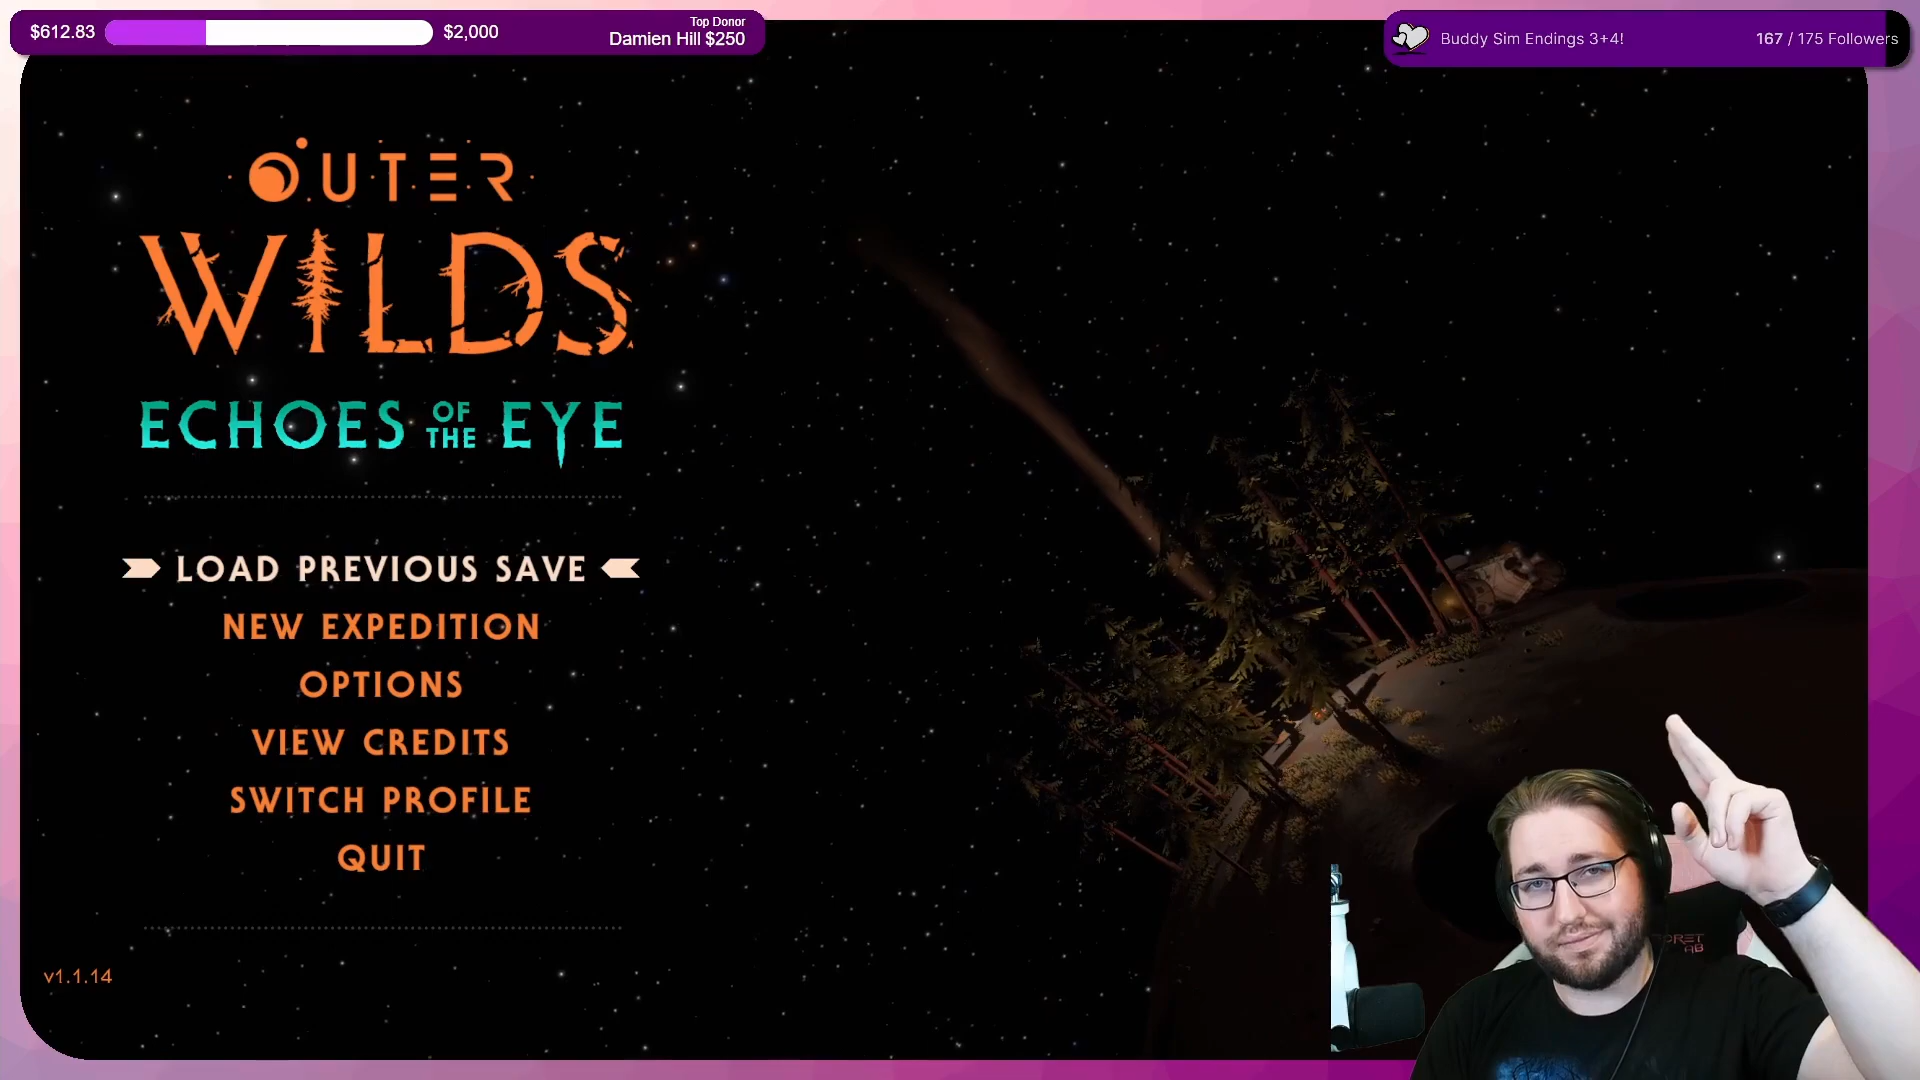 $612.83
$2,000
Top Donor
Damien Hill $250
Buddy Sim Endings 3+4!
167 / 175 Followers
OUTER
WILDS
ECHOES OF THE EYE
LOAD PREVIOUS SAVE
NEW EXPEDITION
OPTIONS
VIEW CREDITS
SWITCH PROFILE
QUIT
v1.1.14